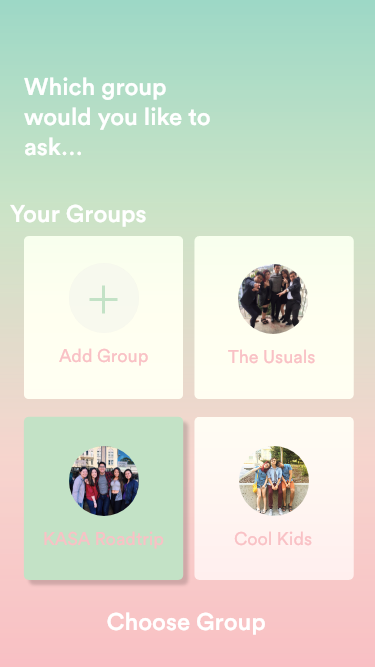 Which group
would you like to
ask...
Your Groups
Add Group
The Usuals
KASA Roadtrip
Cool Kids
Choose Group